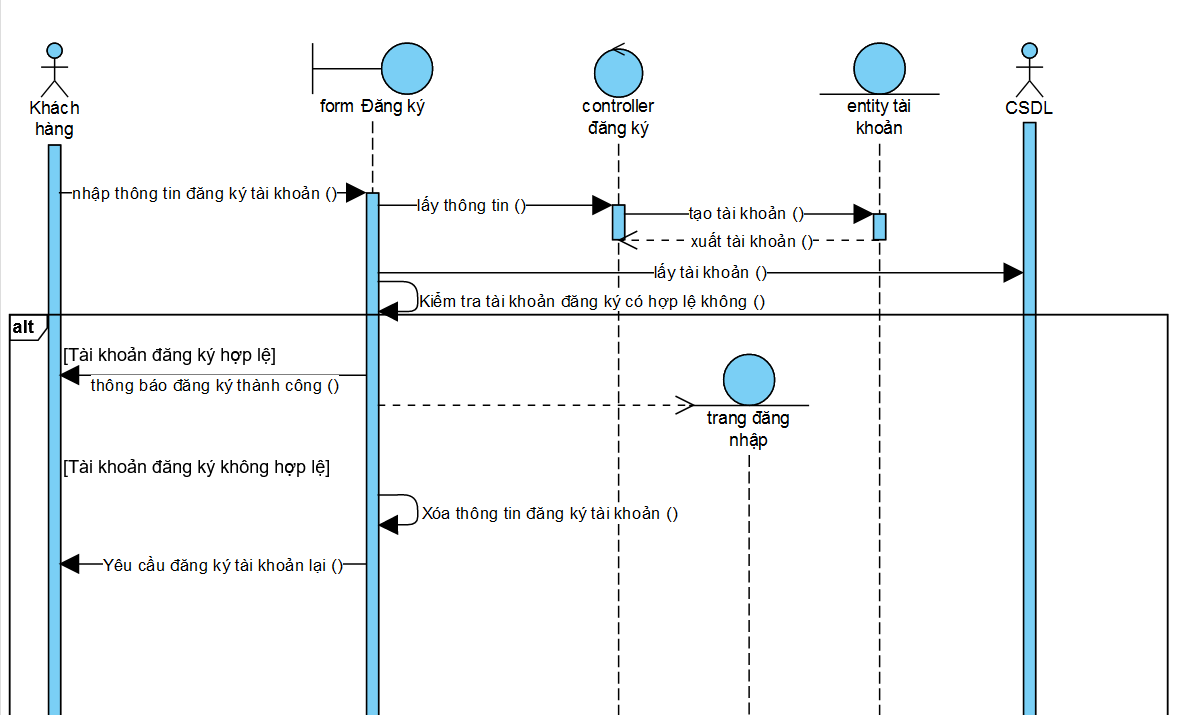 Khách
hàng
form Đăng ký
controller
đăng ký
entity tài
khoản
CSDL
nhập thông tin đăng ký tài khoản ()
lấy thông tin ()
tạo tài khoản ()
xuất tài khoản ()
lấy tài khoản ()
Kiểm tra tài khoản đăng ký có hợp lệ không ()
alt
[Tài khoản đăng ký hợp lệ]
thông báo đăng ký thành công ()
trang đăng
nhập
[Tài khoản đăng ký không hợp lệ]
Xóa thông tin đăng ký tài khoản ()
Yêu cầu đăng ký tài khoản lại ()